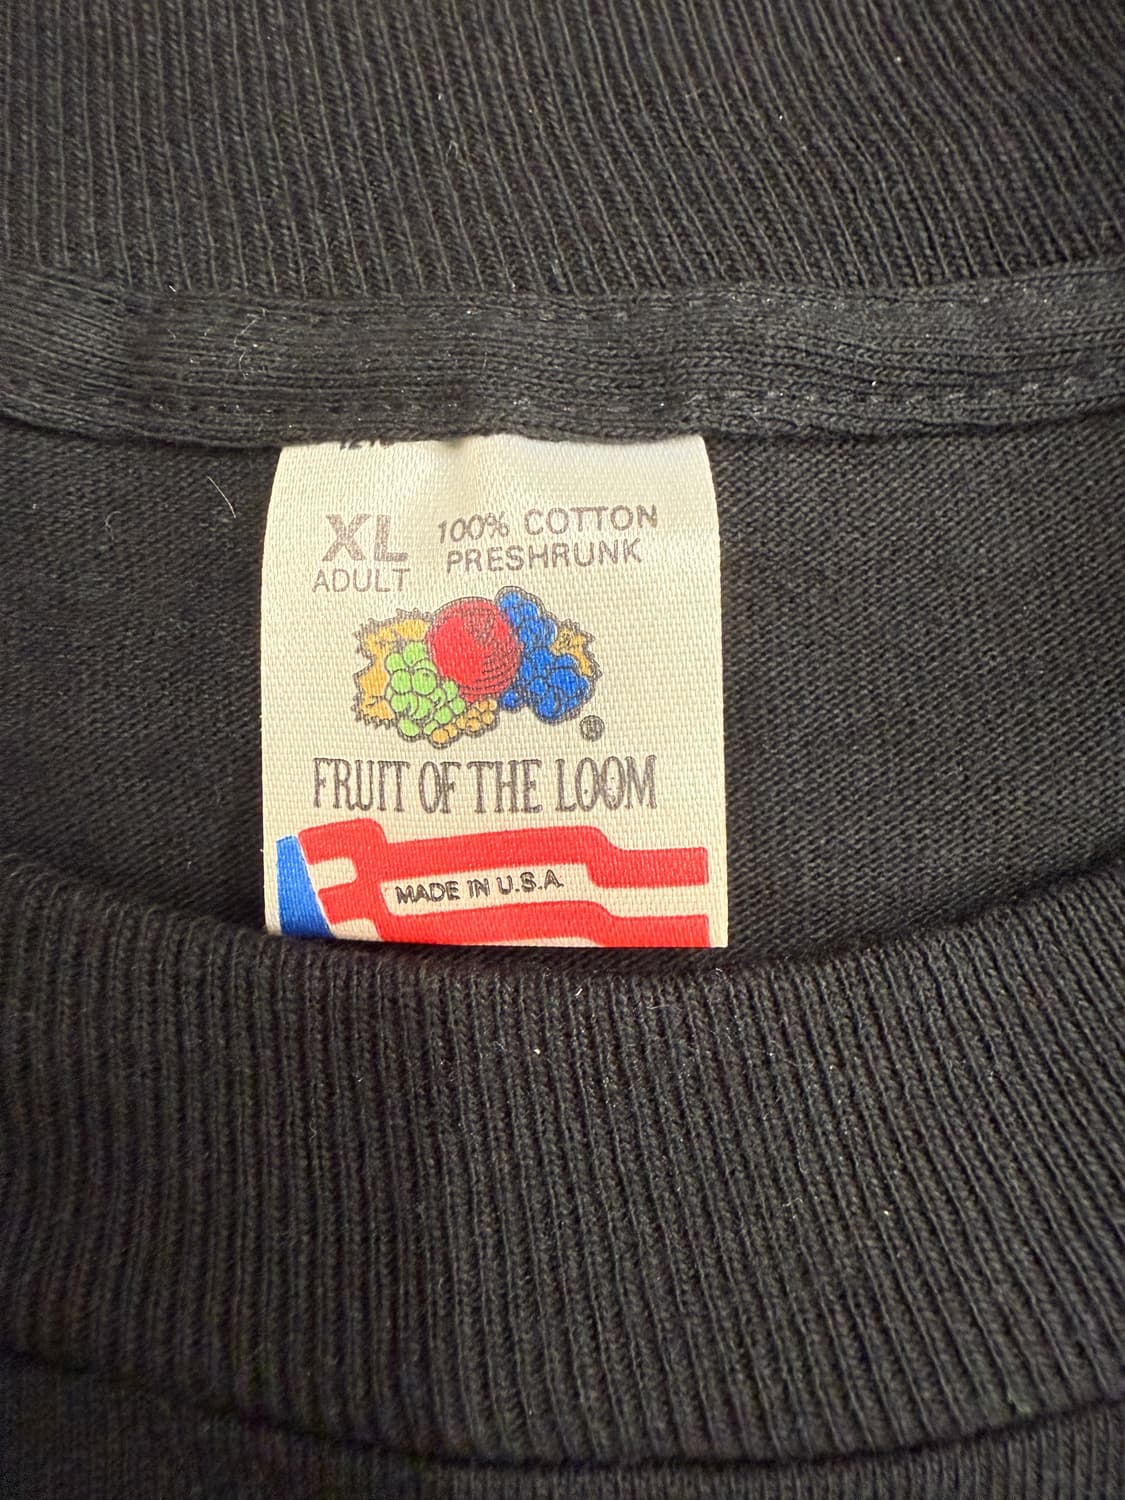 XL
ADULT
100% COTTON
PRESHRUNK
®
FRUIT OF THE LOOM
MADE IN U.S.A.